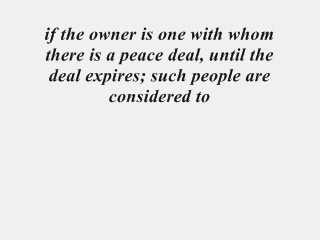 if the owner is one with whom
there is a peace deal, until the
deal expires; such people are
considered to